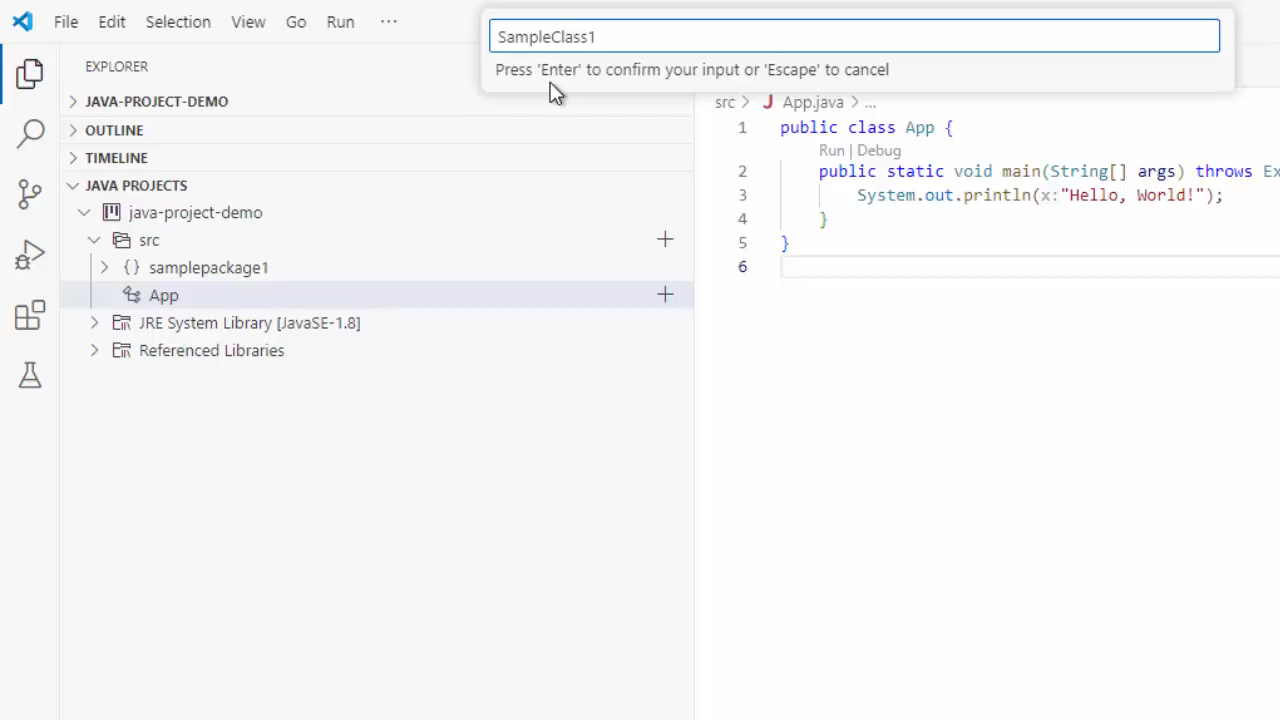 File Edit Selection View Go Run ···
SampleClass1
Press 'Enter' to confirm your input or 'Escape' to cancel
EXPLORER
JAVA-PROJECT-DEMO
OUTLINE
TIMELINE
JAVA PROJECTS
java-project-demo
src
{} samplepackage1
App
JRE System Library [JavaSE-1.8]
Referenced Libraries
src > J App.java > ...
1 public class App {
Run | Debug
2 public static void main(String[] args) throws Ex
3 System.out.println(x:"Hello, World!");
4 }
5 }
6